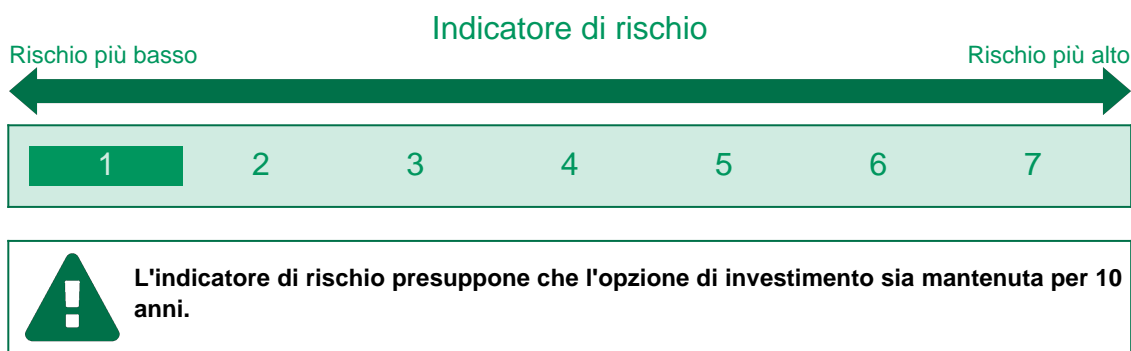 Indicatore di rischio
Rischio più basso
Rischio più alto
1 2 3 4 5 6 7
L'indicatore di rischio presuppone che l'opzione di investimento sia mantenuta per 10
anni.